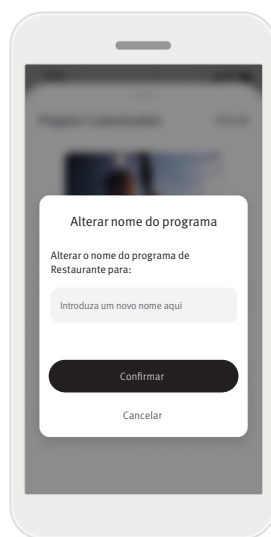 Alterar nome do programa
Alterar o nome do programa de
Restaurante para:
Introduza um novo nome aqui
Confirmar
Cancelar